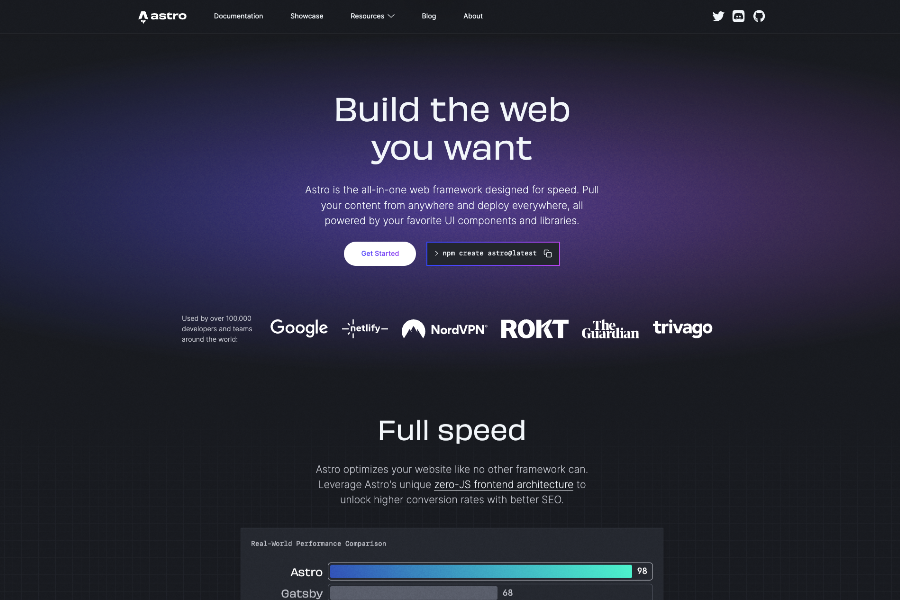 astro
Documentation
Showcase
Resources
Blog
About
Build the web
you want
Astro is the all-in-one web framework designed for speed. Pull
your content from anywhere and deploy everywhere, all
powered by your favorite UI components and libraries.
Get Started
> npm create astro@latest
Used by over 100,000
developers and teams
around the world:
Google
netlify
NordVPN
ROKT
The
Guardian
trivago
Full speed
Astro optimizes your website like no other framework can.
Leverage Astro's unique zero-JS frontend architecture to
unlock higher conversion rates with better SEO.
Real-World Performance Comparison
Astro 98
Gatsby 68